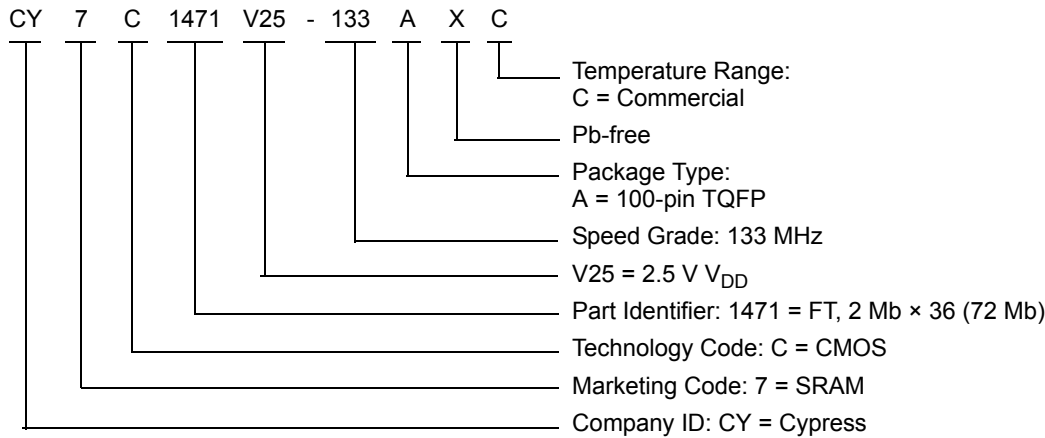 CY 7 C 1471 V25 - 133 A X C
Temperature Range:
C = Commercial
Pb-free
Package Type:
A = 100-pin TQFP
Speed Grade: 133 MHz
V25 = 2.5 V VDD
Part Identifier: 1471 = FT, 2 Mb × 36 (72 Mb)
Technology Code: C = CMOS
Marketing Code: 7 = SRAM
Company ID: CY = Cypress